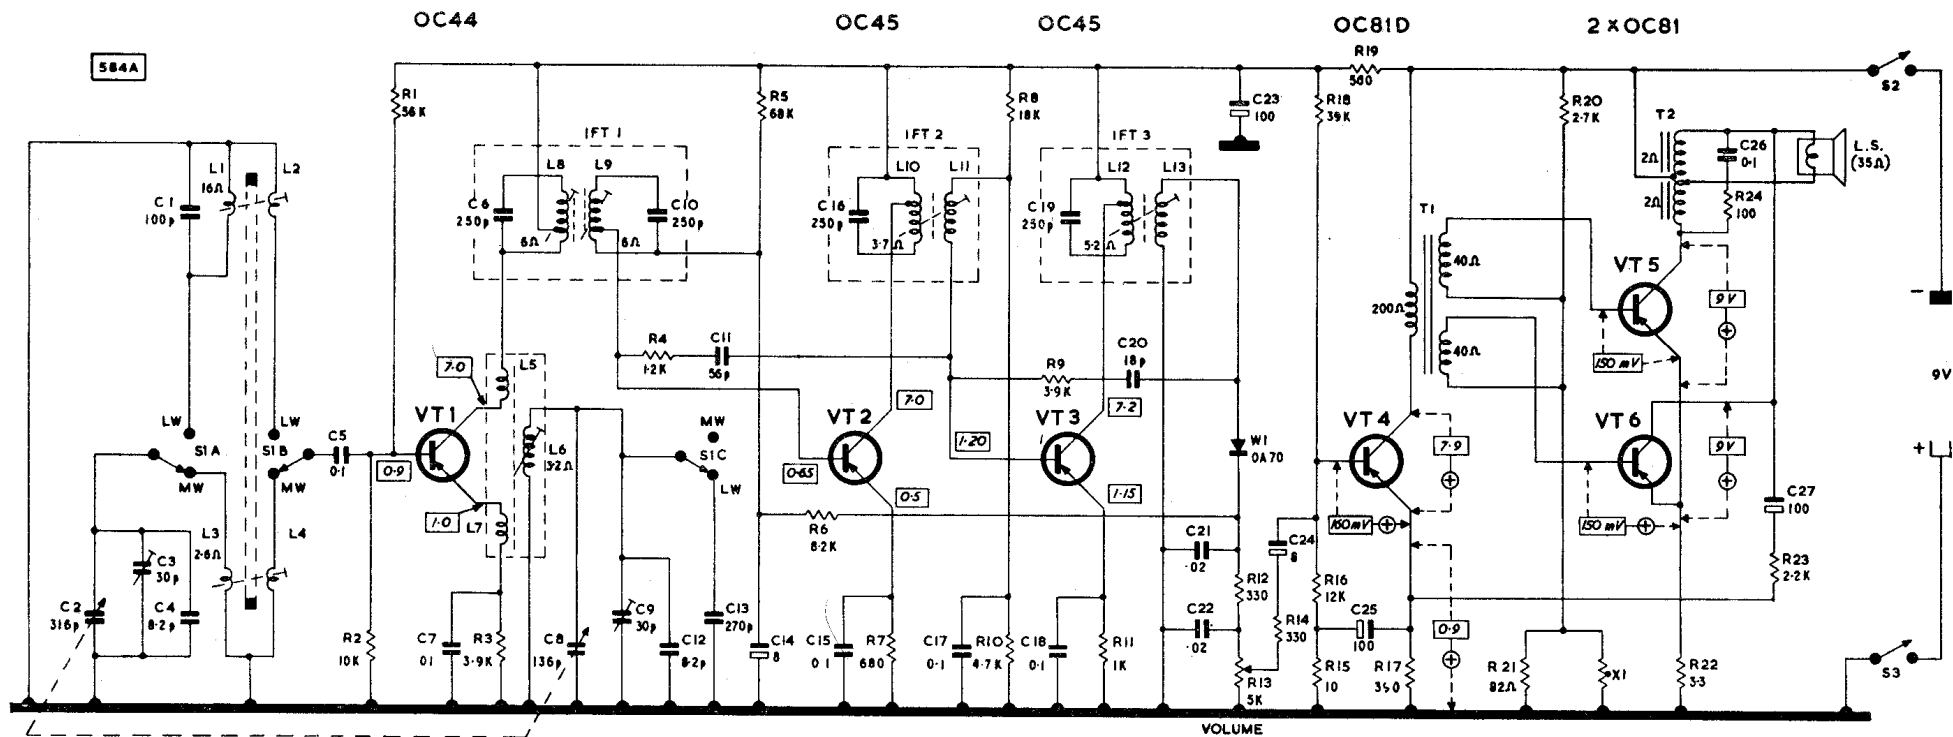 OC44
OC45
OC45
OC81D
2 X OC81
584A
R1
56K
R5
68K
R8
18K
C23
100
R19
560
R18
39K
R20
2·7K
S2
T2
2Ω
2Ω
C26
0·1
R24
100
L.S.
(35Ω)
IFT 1
L8
L9
C6
250p
6Ω
6Ω
C10
250p
IFT 2
L10
L11
C16
250p
3·7Ω
IFT 3
L12
L13
C19
250p
5·2Ω
L1
16Ω
L2
C1
100p
T1
200Ω
40Ω
40Ω
VT5
9V
150 mV
−
9V
+
R4
1·2K
C11
56p
R9
3·9K
C20
18p
7·0
L5
VT1
L6
3·2Ω
1·0
L7
0·9
LW
S1A
MW
LW
S1B
MW
C5
0·1
MW
S1C
LW
VT2
7·0
0·65
0·5
VT3
7·2
1·20
1·15
W1
OA70
VT4
7·9
160mV
VT6
9V
150 mV
C27
100
R23
2·2K
L3
2·6Ω
L4
C3
30p
C2
316p
C4
8·2p
R2
10K
C7
01
R3
3·9K
C8
136p
C9
30p
C12
8·2p
C13
270p
R6
8·2K
C14
8
C15
0·1
R7
680
C17
0·1
R10
4·7K
C18
0·1
R11
1K
C21
·02
C22
·02
R12
330
C24
8
R14
330
R13
5K
R16
12K
C25
100
R15
10
R17
390
0·9
R21
82Ω
X1
R22
3·3
S3
VOLUME